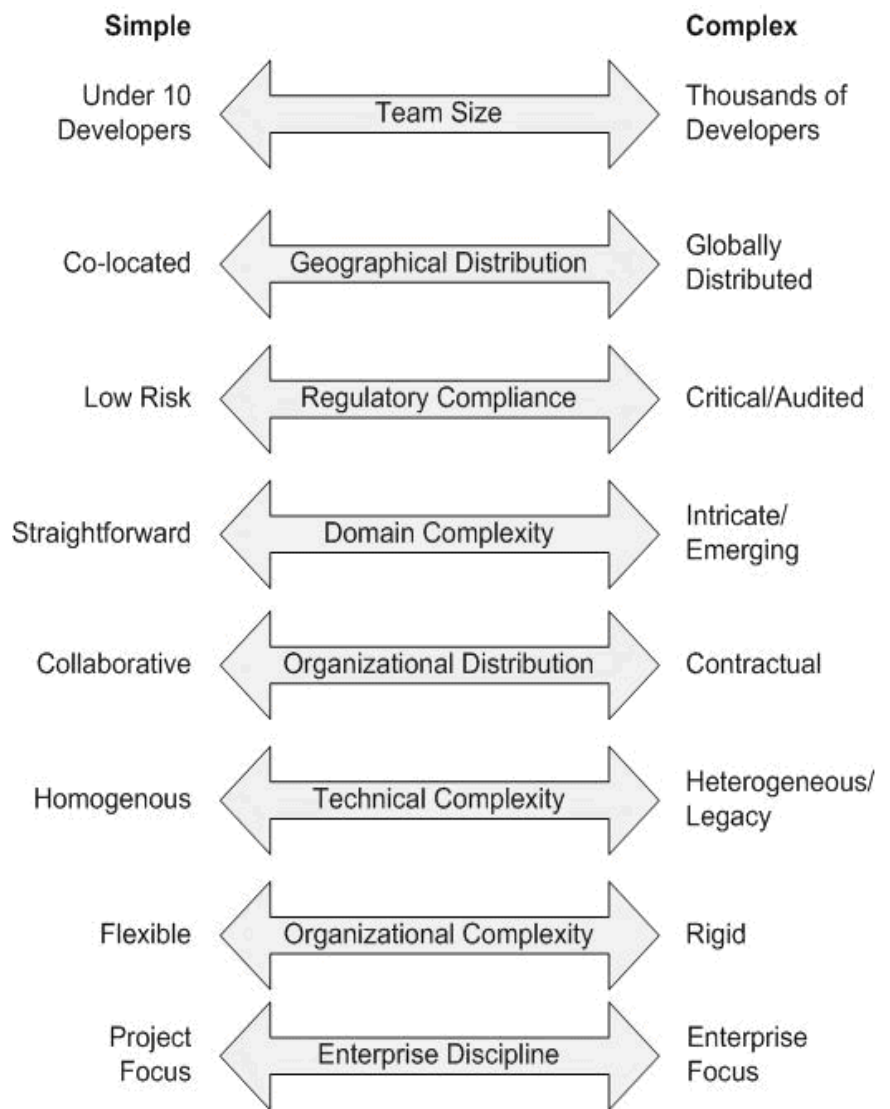 Simple
Complex
Under 10
Developers
Team Size
Thousands of
Developers
Co-located
Geographical Distribution
Globally
Distributed
Low Risk
Regulatory Compliance
Critical/Audited
Straightforward
Domain Complexity
Intricate/
Emerging
Collaborative
Organizational Distribution
Contractual
Homogenous
Technical Complexity
Heterogeneous/
Legacy
Flexible
Organizational Complexity
Rigid
Project
Focus
Enterprise Discipline
Enterprise
Focus